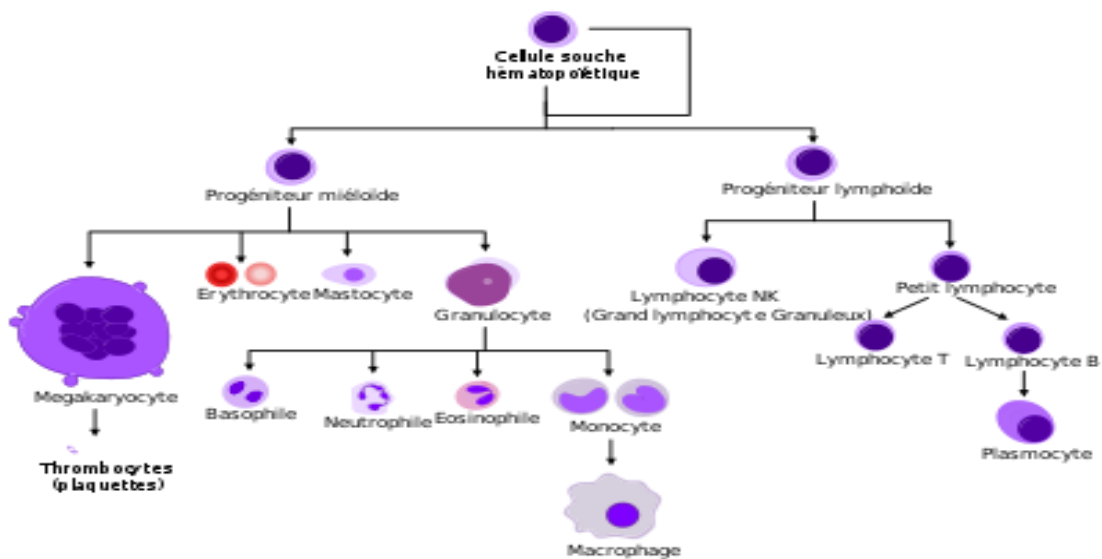 Cellule souche
hématopoïétique
Progéniteur miéloïde
Progéniteur lymphoïde
Erythrocyte
Mastocyte
Granulocyte
Lymphocyte NK
(Grand lymphocyte Granuleux)
Petit lymphocyte
Lymphocyte T
Lymphocyte B
Megakaryocyte
Basophile
Neutrophile
Eosinophile
Monocyte
Plasmocyte
Thrombocytes
(plaquettes)
Macrophage